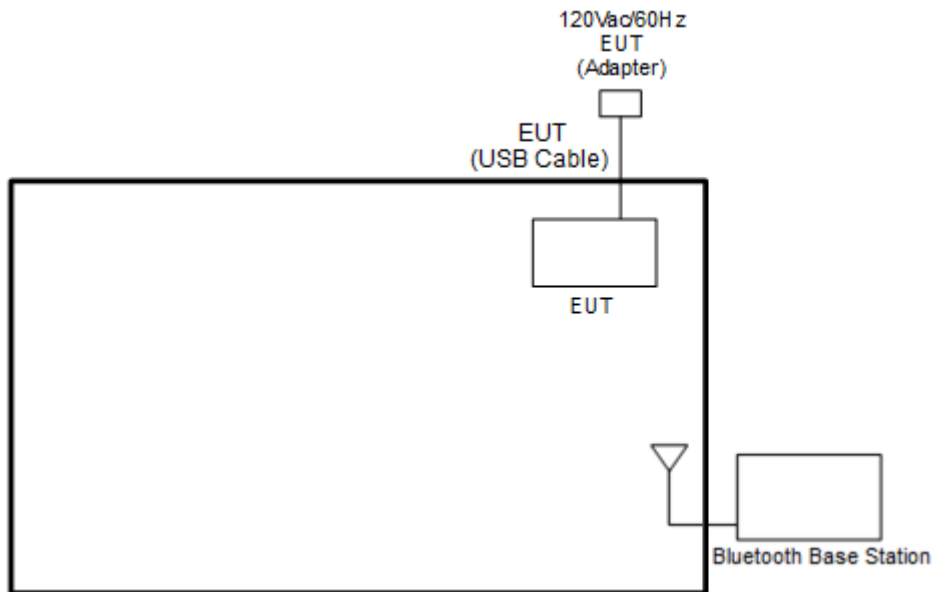 120Vac/60Hz
EUT
(Adapter)
EUT
(USB Cable)
EUT
Bluetooth Base Station